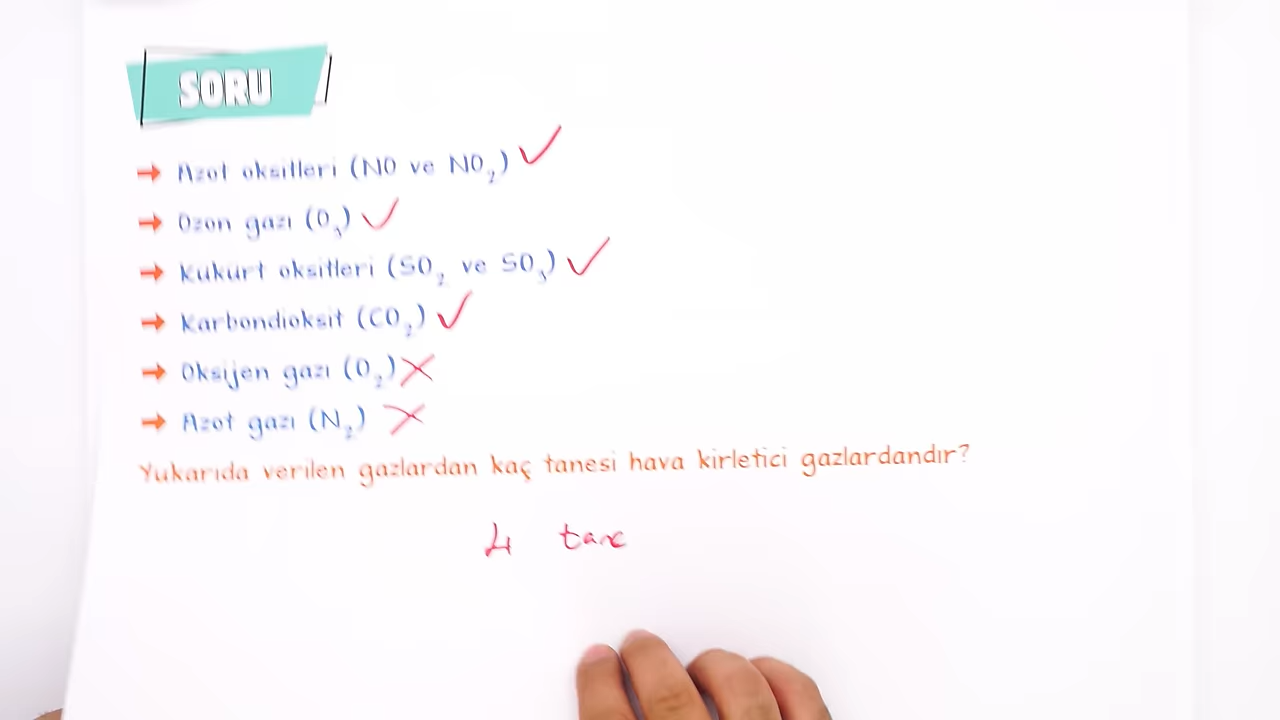 SORU
→ Azot oksitleri (NO ve NO₂) ✓
→ Ozon gazı (O₃) ✓
→ Kükürt oksitleri (SO₂ ve SO₃) ✓
→ Karbondioksit (CO₂) ✓
→ Oksijen gazı (O₂) ✗
→ Azot gazı (N₂) ✗
Yukarıda verilen gazlardan kaç tanesi hava kirletici gazlardandır?
4 tane